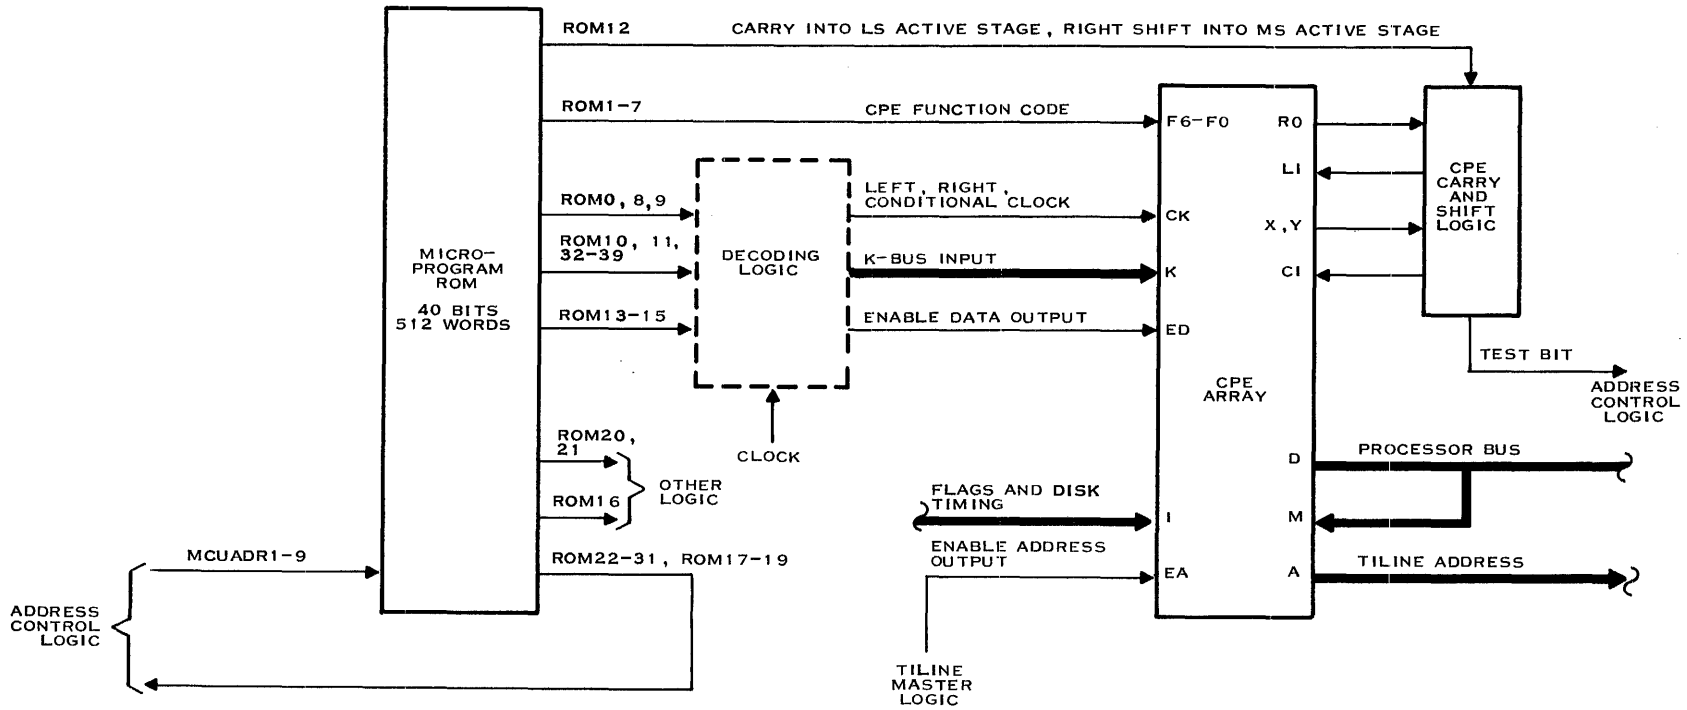 ROM12
CARRY INTO LS ACTIVE STAGE, RIGHT SHIFT INTO MS ACTIVE STAGE
ROM1-7
CPE FUNCTION CODE
F6-F0
RO
LI
X,Y
CI
CPE
CARRY
AND
SHIFT
LOGIC
ROM0, 8,9
LEFT, RIGHT,
CONDITIONAL CLOCK
CK
ROM10, 11,
32-39
DECODING
LOGIC
K-BUS INPUT
K
MICRO-
PROGRAM
ROM
40 BITS
512 WORDS
ROM13-15
ENABLE DATA OUTPUT
ED
TEST BIT
ADDRESS
CONTROL
LOGIC
CPE
ARRAY
CLOCK
ROM20,
21
ROM16
OTHER
LOGIC
D
PROCESSOR BUS
FLAGS AND DISK
TIMING
I
M
MCUADR1-9
ROM22-31, ROM17-19
ENABLE ADDRESS
OUTPUT
EA
A
TILINE ADDRESS
ADDRESS
CONTROL
LOGIC
TILINE
MASTER
LOGIC